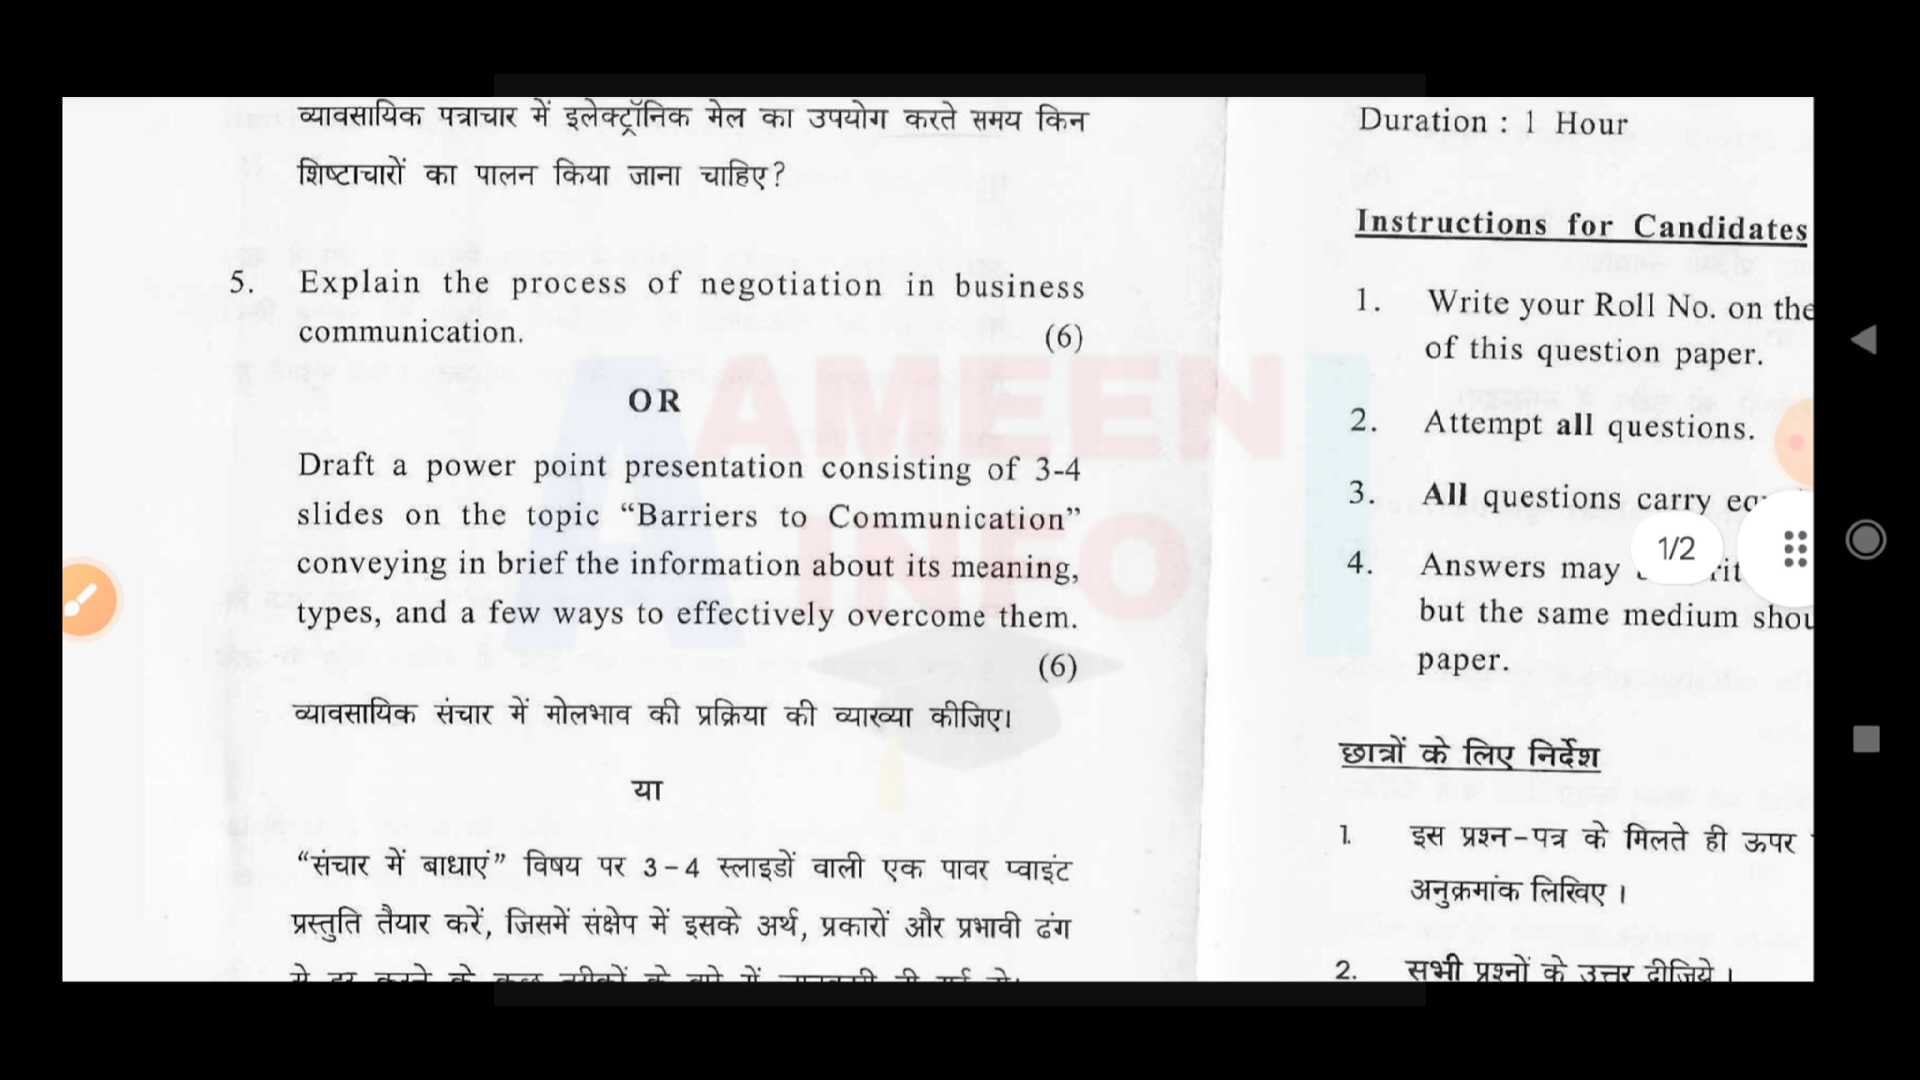 व्यावसायिक पत्राचार में इलेक्ट्रॉनिक मेल का उपयोग करते समय किन
शिष्टाचारों का पालन किया जाना चाहिए?
5. Explain the process of negotiation in business
communication. (6)
OR
Draft a power point presentation consisting of 3-4
slides on the topic “Barriers to Communication”
conveying in brief the information about its meaning,
types, and a few ways to effectively overcome them.
(6)
व्यावसायिक संचार में मोलभाव की प्रक्रिया की व्याख्या कीजिए।
या
“संचार में बाधाएं” विषय पर 3-4 स्लाइडों वाली एक पावर प्वाइंट
प्रस्तुति तैयार करें, जिसमें संक्षेप में इसके अर्थ, प्रकारों और प्रभावी ढंग
AMEEN
INFO
Duration : 1 Hour
Instructions for Candidates
1. Write your Roll No. on the
of this question paper.
2. Attempt all questions.
3. All questions carry
1/2
4. Answers may
but the same medium
paper.
छात्रों के लिए निर्देश
1. इस प्रश्न-पत्र के मिलते ही ऊपर
अनुक्रमांक लिखिए ।
2. सभी प्रश्नों के उत्तर दीजिये ।